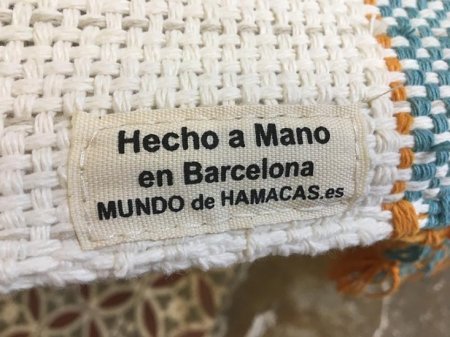 Hecho a Mano
en Barcelona
MUNDO de HAMACAS.es